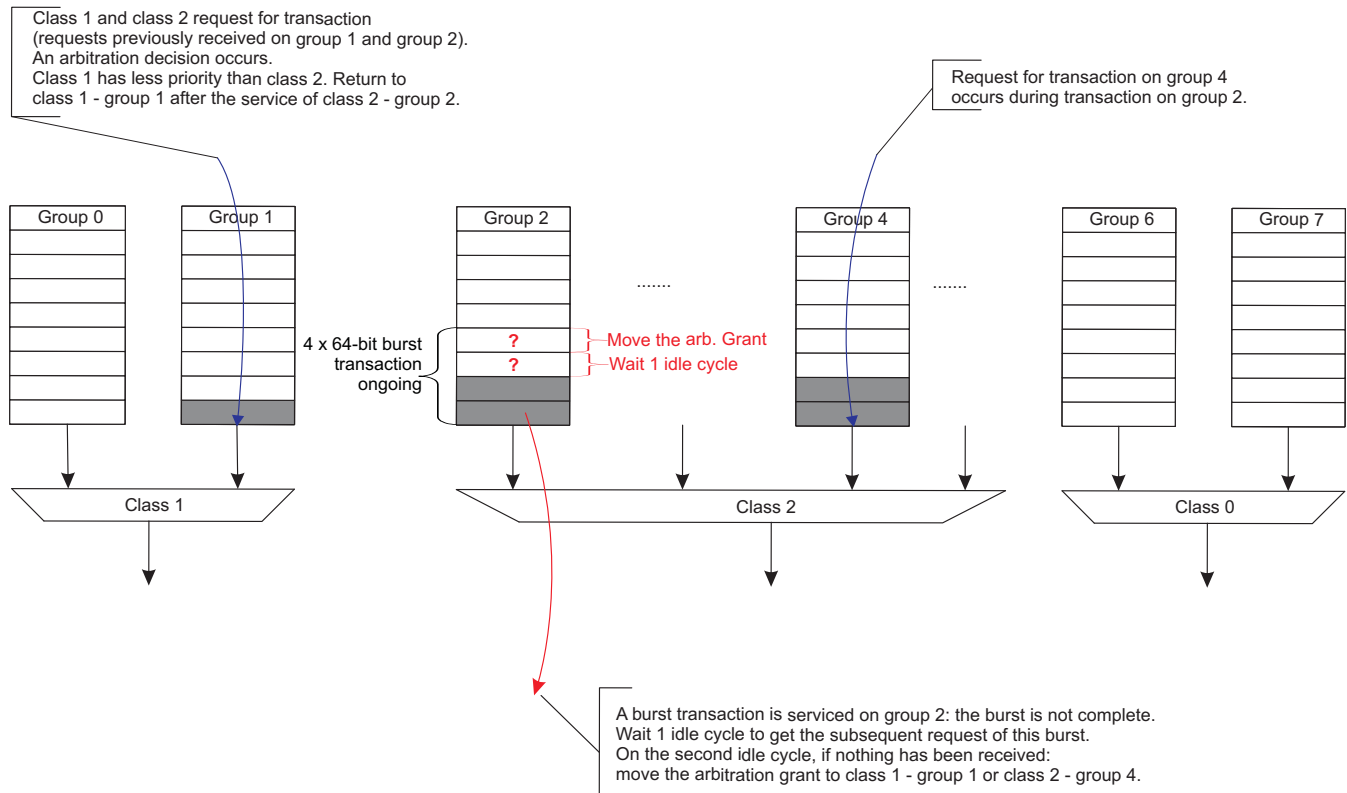 Class 1 and class 2 request for transaction
(requests previously received on group 1 and group 2).
An arbitration decision occurs.
Class 1 has less priority than class 2. Return to
class 1 - group 1 after the service of class 2 - group 2.
Request for transaction on group 4
occurs during transaction on group 2.
Group 0
Group 1
Group 2
Group 4
Group 6
Group 7
.......
.......
4 x 64-bit burst
transaction
ongoing
?
?
Move the arb. Grant
Wait 1 idle cycle
Class 1
Class 2
Class 0
A burst transaction is serviced on group 2: the burst is not complete.
Wait 1 idle cycle to get the subsequent request of this burst.
On the second idle cycle, if nothing has been received:
move the arbitration grant to class 1 - group 1 or class 2 - group 4.